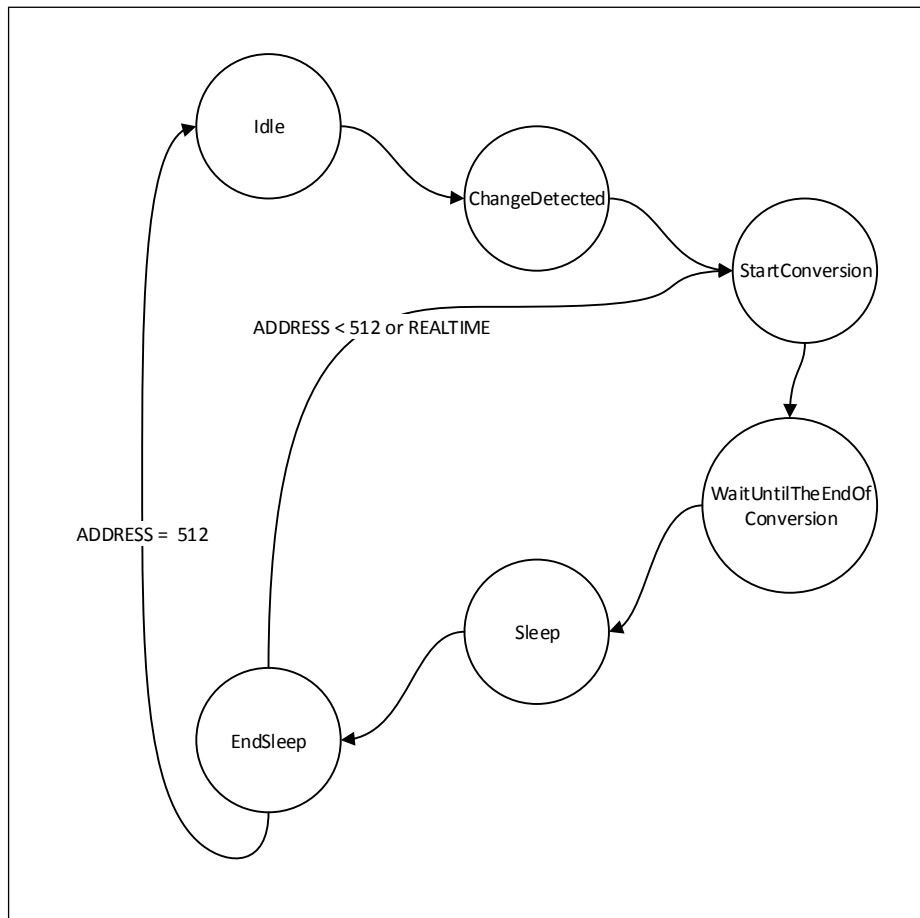 Idle
ChangeDetected
StartConversion
ADDRESS < 512 or REALTIME
WaitUntilTheEndOf
Conversion
ADDRESS = 512
Sleep
EndSleep